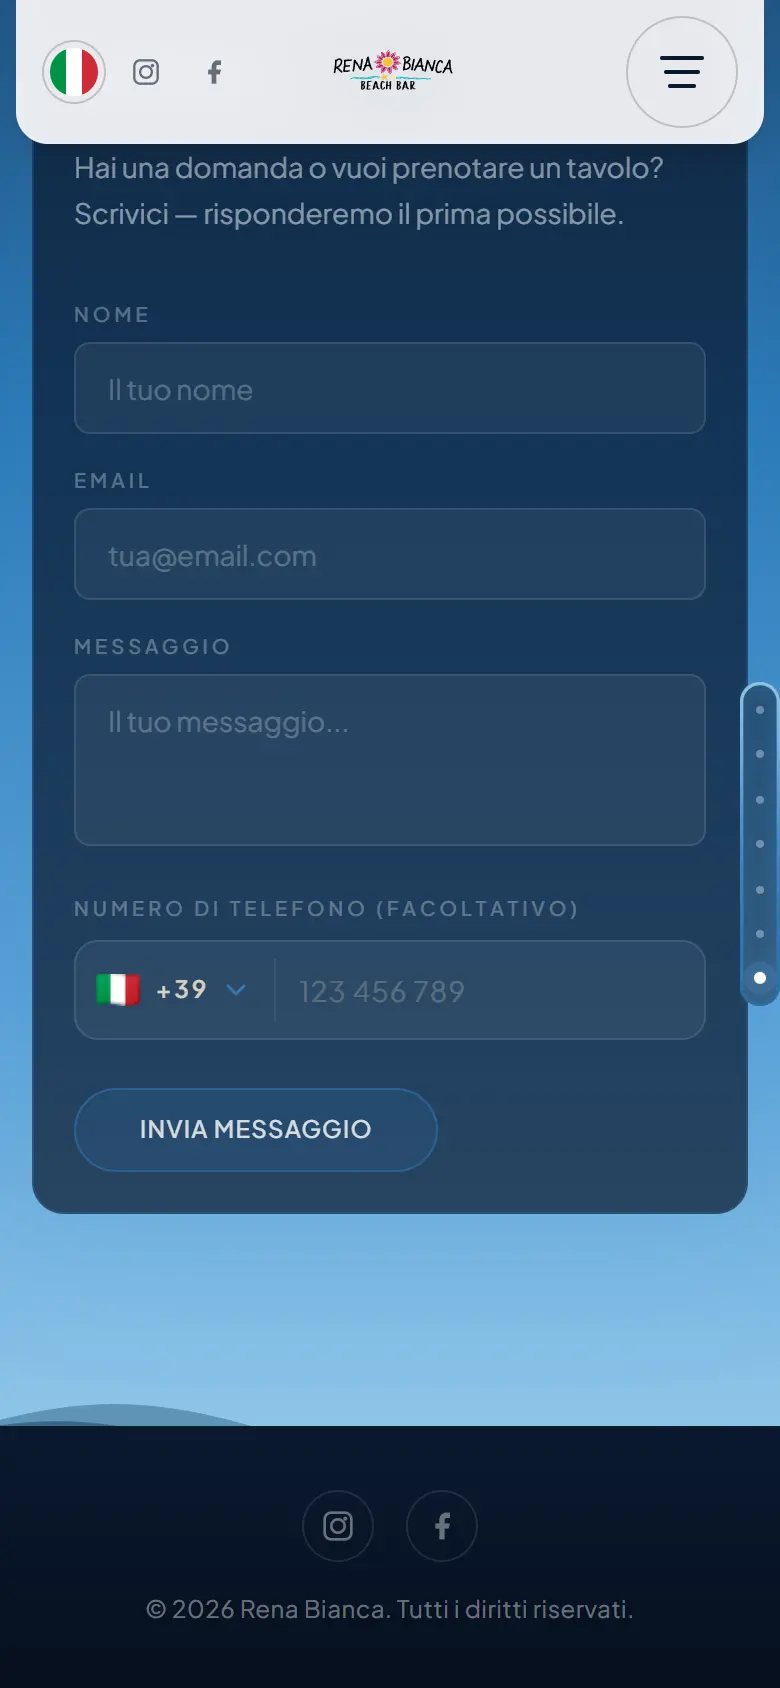 RENA BIANCA
BEACH BAR
Hai una domanda o vuoi prenotare un tavolo?
Scrivici — risponderemo il prima possibile.
NOME
Il tuo nome
EMAIL
tua@email.com
MESSAGGIO
Il tuo messaggio...
NUMERO DI TELEFONO (FACOLTATIVO)
+39 123 456 789
INVIA MESSAGGIO
© 2026 Rena Bianca. Tutti i diritti riservati.